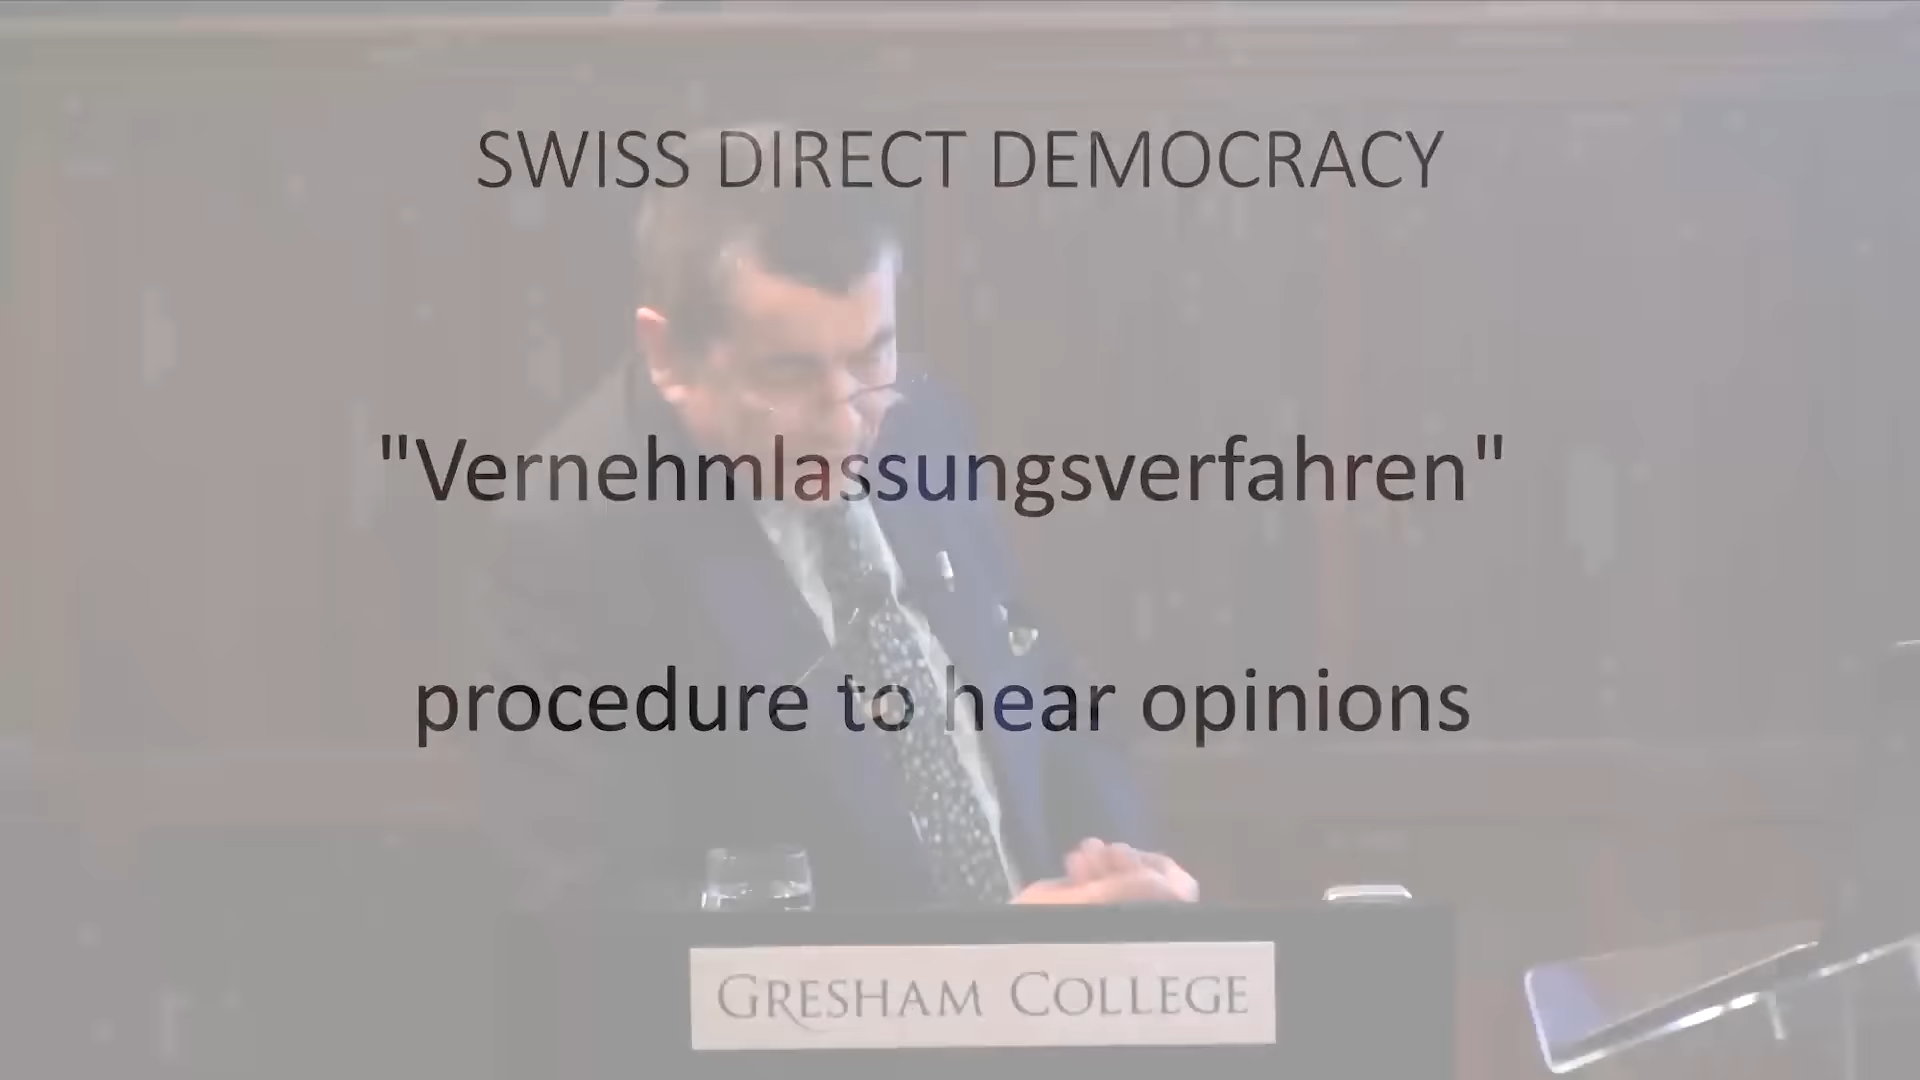 SWISS DIRECT DEMOCRACY
"Vernehmlassungsverfahren"
procedure to hear opinions
GRESHAM COLLEGE